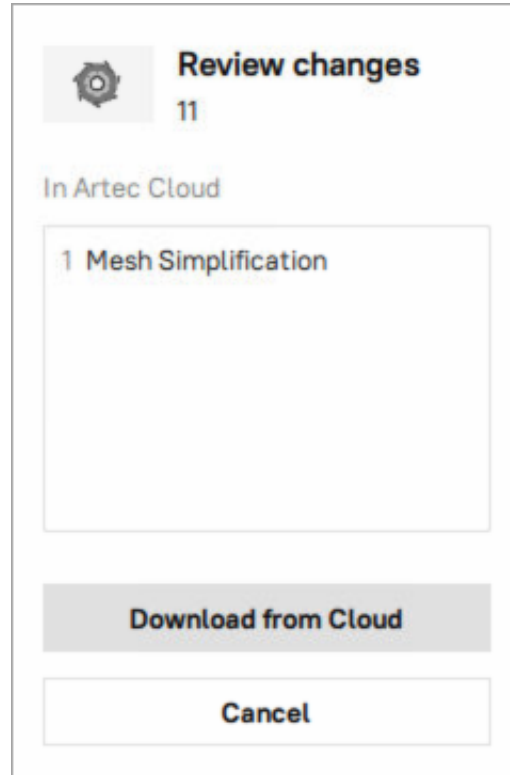 Review changes
11
In Artec Cloud
1 Mesh Simplification
Download from Cloud
Cancel